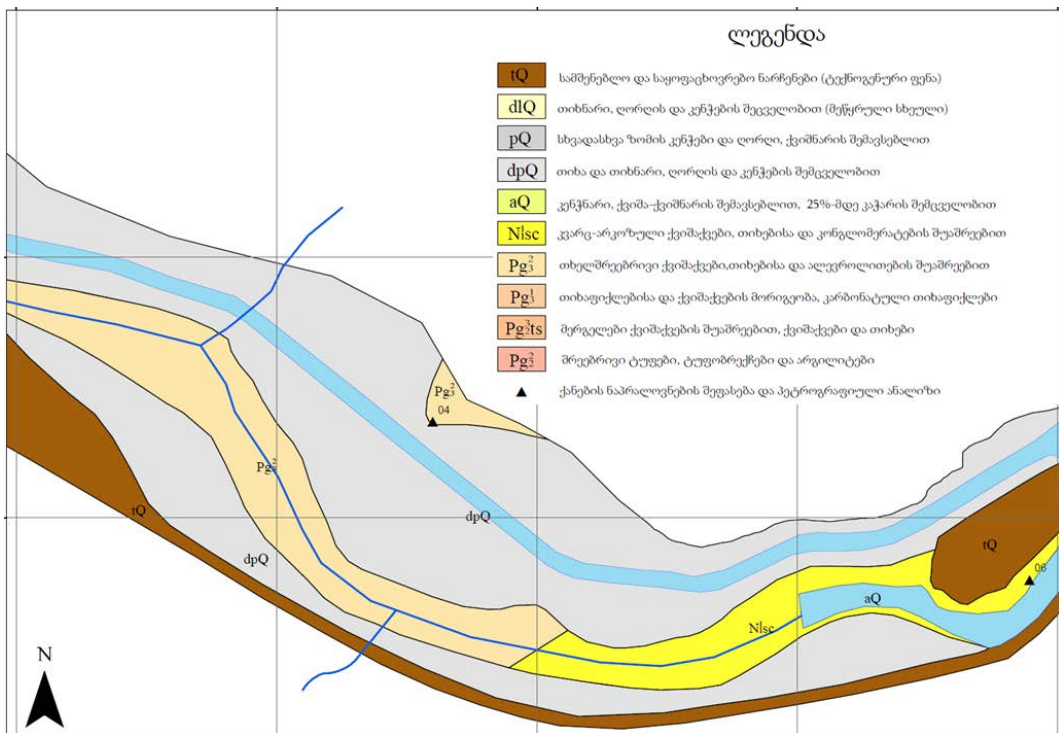 ლეგენდა
tQ სამშენებლო და საყოფაცხოვრებო ნარჩენები (ტექნოგენური ფენა)
dlQ თიხნარი, ღორღის და კენჭების შეცველობით (მეწყრული სხეული)
pQ სხვადასხვა ზომის კენჭები და ღორღი, ქვიშნარის შემავსებლით
dpQ თიხა და თიხნარი, ღორღის და კენჭების შემცველობით
aQ კენჭნარი, ქვიშა-ქვიშნარის შემავსებლით, 25%-მდე კაჭარის შემცველობით
N₁¹sc კვარც-არკოზული ქვიშაქვები, თიხებისა და კონგლომერატების შუაშრეებით
Pg₃² თხელშრეებრივი ქვიშაქვები,თიხებისა და ალევროლითების შუაშრეებით
Pg₃¹ თიხაფიქლებისა და ქვიშაქვების მორიგეობა, კარბონატული თიხაფიქლები
Pg₂³ts მერგელები ქვიშაქვების შუაშრეებით, ქვიშაქვები და თიხები
Pg₂² შრეებრივი ტუფები, ტუფობრექჩები და არგილიტები
▲ ქანების ნაპრალოვნების შეფასება და პეტროგრაფიული ანალიზი
Pg₃²
04
Pg₃²
tQ
dpQ
dpQ
tQ
06
aQ
N₁¹sc
N